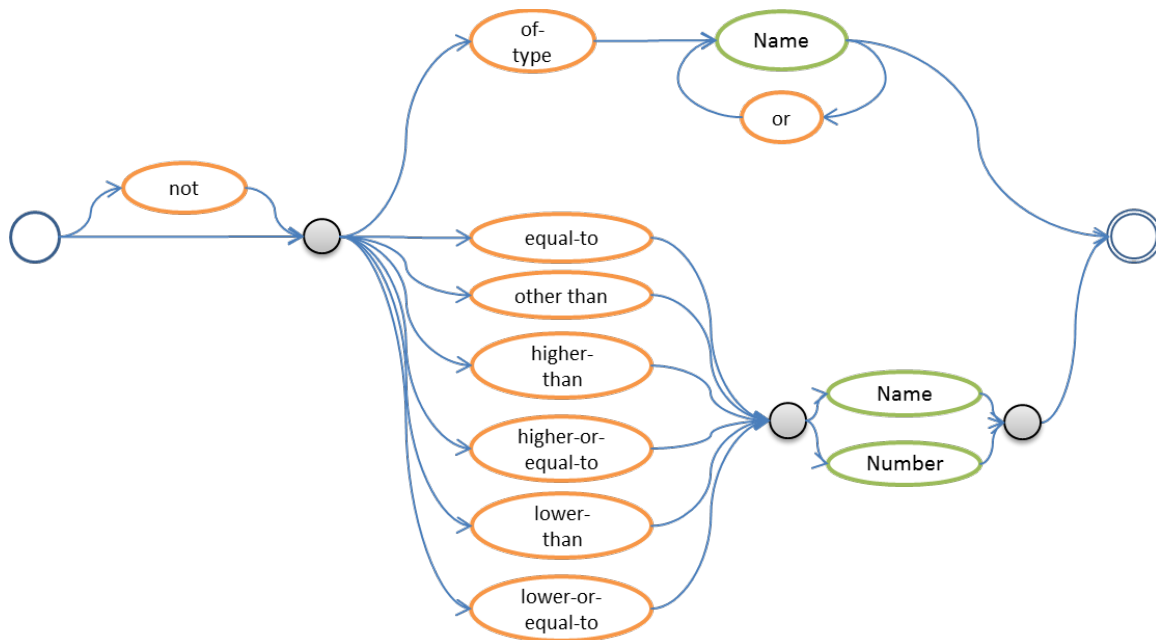 of-
type
Name
or
not
equal-to
other than
higher-
than
Name
higher-or-
equal-to
Number
lower-
than
lower-or-
equal-to